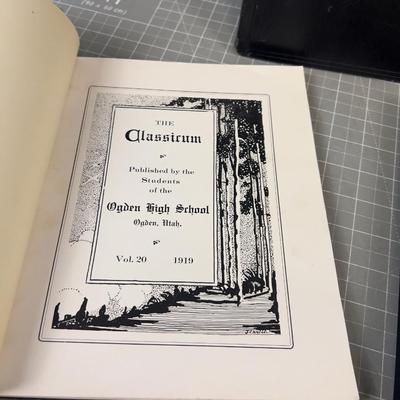 THE
Classicum
Published by the
Students
of the
Ogden High School
Ogden, Utah.
Vol. 20 1919